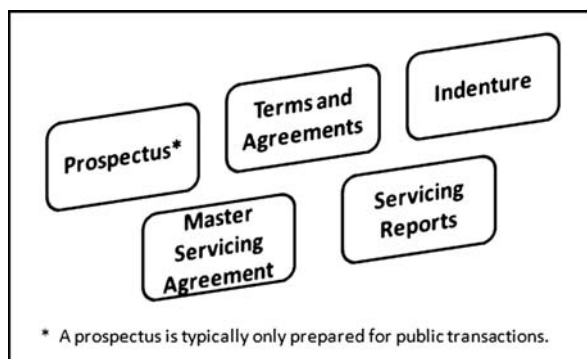 Prospectus*
Terms and
Agreements
Indenture
Master
Servicing
Agreement
Servicing
Reports
* A prospectus is typically only prepared for public transactions.